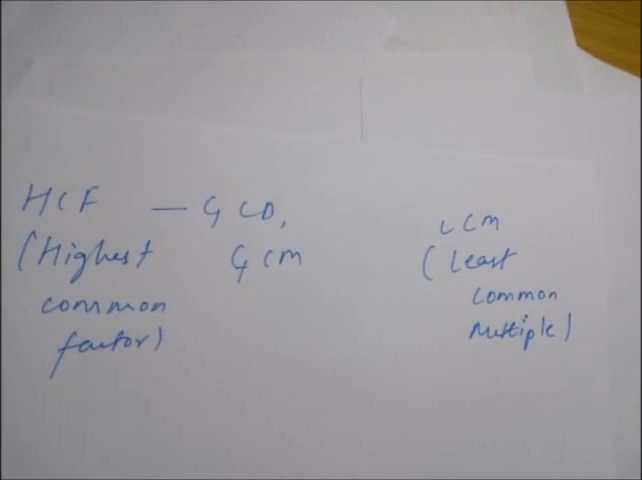 HCF — GCD,
(Highest GCM
common
factor)
LCM
(Least
common
multiple)